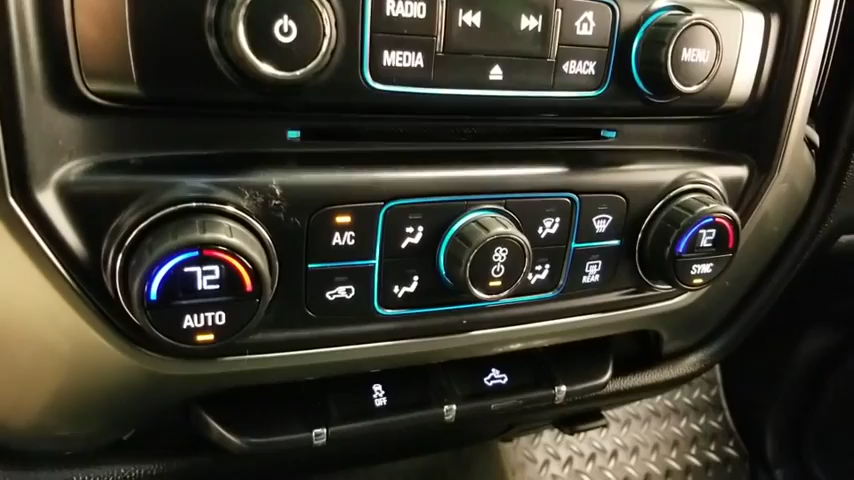 RADIO
MEDIA
BACK
MENU
A/C
72
AUTO
REAR
72
SYNC
OFF